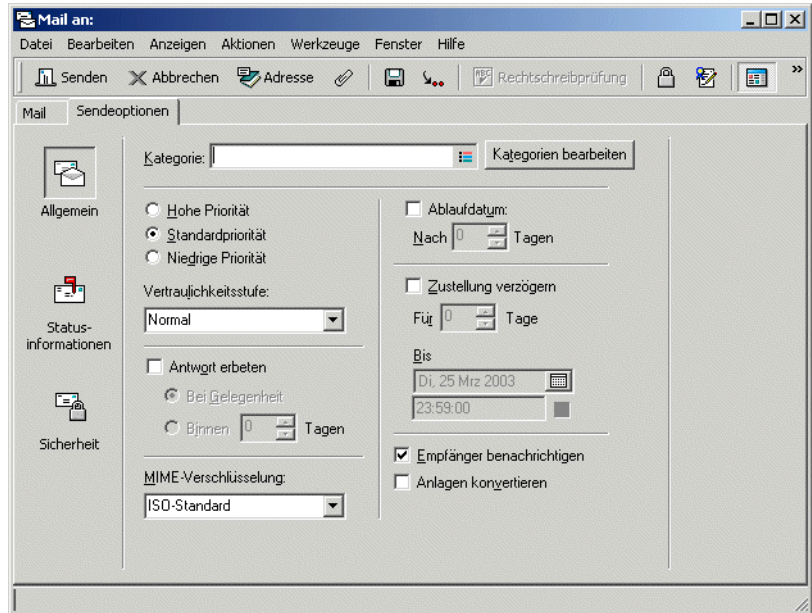 Mail an:
Datei Bearbeiten Anzeigen Aktionen Werkzeuge Fenster Hilfe
Senden Abbrechen Adresse ABC Rechtschreibprüfung »
Mail Sendeoptionen
Allgemein
Status-
informationen
Sicherheit
Kategorie: Kategorien bearbeiten
Hohe Priorität
Standardpriorität
Niedrige Priorität
Vertraulichkeitsstufe:
Normal
Antwort erbeten
Bei Gelegenheit
Binnen 0 Tagen
MIME-Verschlüsselung:
ISO-Standard
Ablaufdatum:
Nach 0 Tagen
Zustellung verzögern
Für 0 Tage
Bis
Di, 25 Mrz 2003
23:59:00
Empfänger benachrichtigen
Anlagen konvertieren